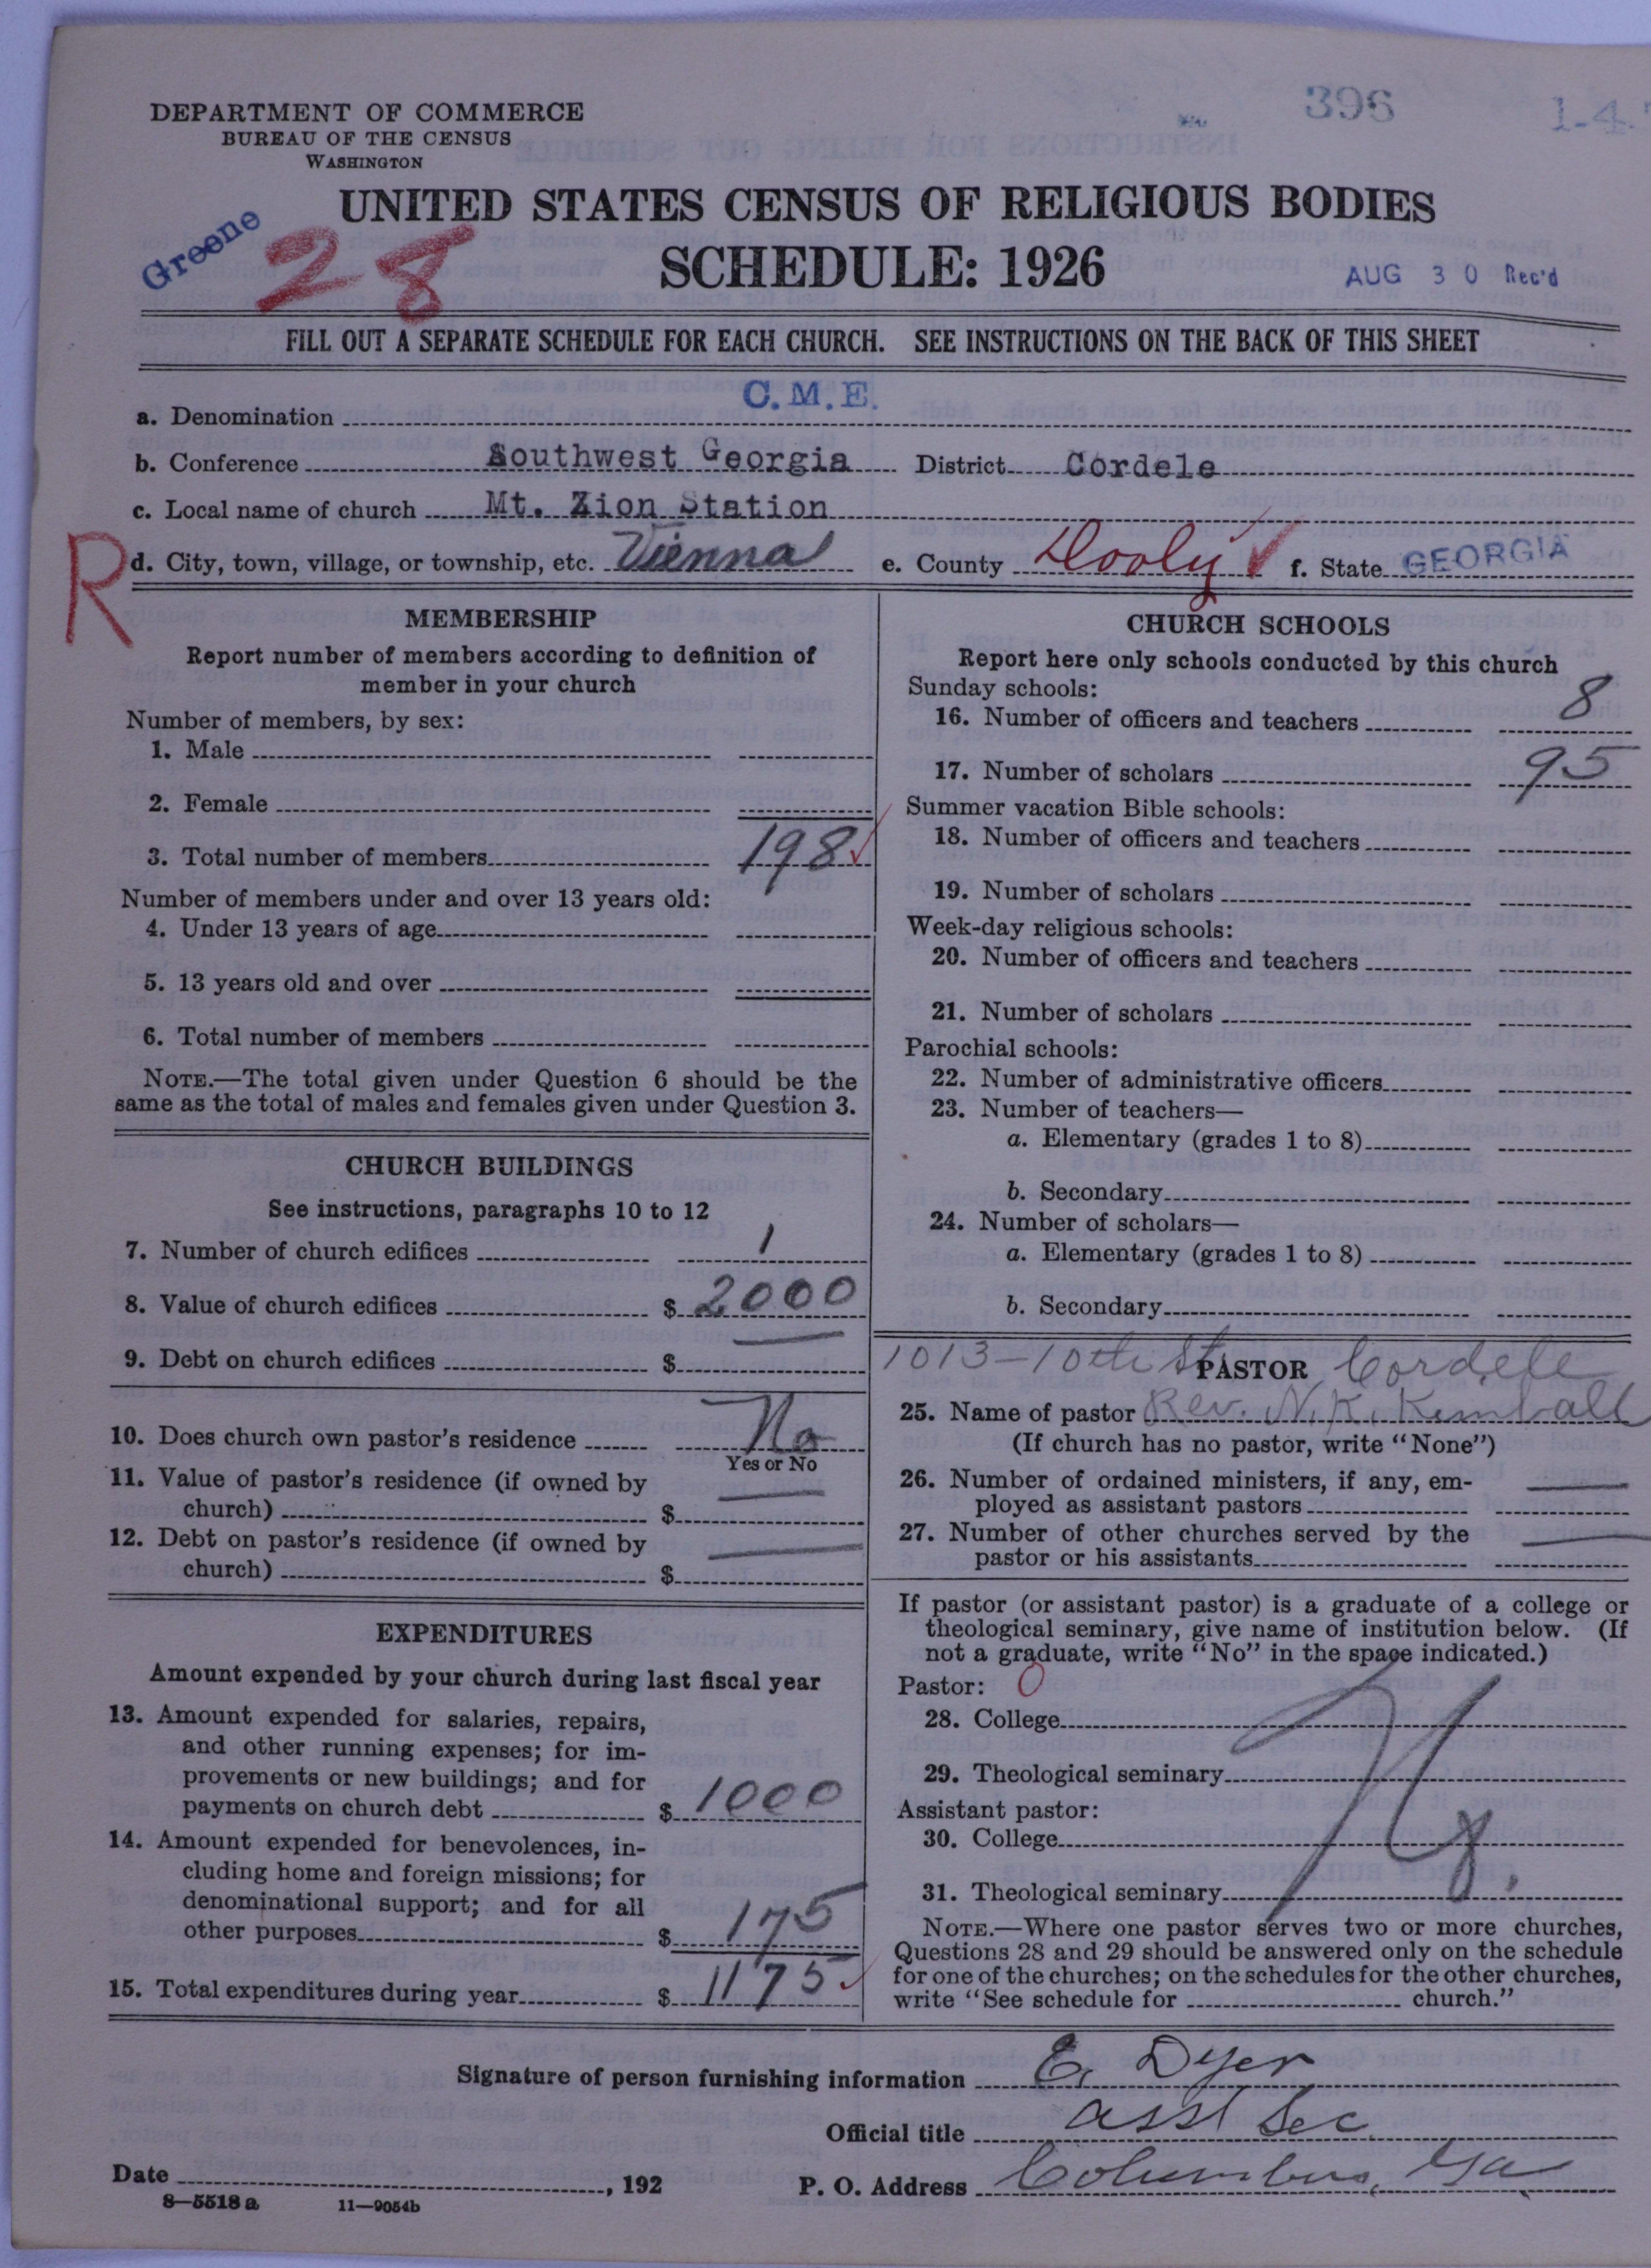 DEPARTMENT OF COMMERCE
BUREAU OF THE CENSUS
WASHINGTON
396
1-4
UNITED STATES CENSUS OF RELIGIOUS BODIES
Greene
28
SCHEDULE: 1926
AUG 30 Rec'd
FILL OUT A SEPARATE SCHEDULE FOR EACH CHURCH. SEE INSTRUCTIONS ON THE BACK OF THIS SHEET
a. Denomination C.M.E.
b. Conference Southwest Georgia District Cordele
c. Local name of church Mt. Zion Station
R
d. City, town, village, or township, etc. Vienna e. County Dooly ✓ f. State GEORGIA
MEMBERSHIP
Report number of members according to definition of
member in your church
Number of members, by sex:
1. Male
2. Female
3. Total number of members 198 ✓
Number of members under and over 13 years old:
4. Under 13 years of age
5. 13 years old and over
6. Total number of members
NOTE.—The total given under Question 6 should be the
same as the total of males and females given under Question 3.
CHURCH BUILDINGS
See instructions, paragraphs 10 to 12
7. Number of church edifices 1
8. Value of church edifices $ 2000
9. Debt on church edifices $ —
10. Does church own pastor's residence No
Yes or No
11. Value of pastor's residence (if owned by
church) $ —
12. Debt on pastor's residence (if owned by
church) $ —
EXPENDITURES
Amount expended by your church during last fiscal year
13. Amount expended for salaries, repairs,
and other running expenses; for im-
provements or new buildings; and for
payments on church debt $ 1000
14. Amount expended for benevolences, in-
cluding home and foreign missions; for
denominational support; and for all
other purposes $ 175
15. Total expenditures during year $ 1175 ✓
CHURCH SCHOOLS
Report here only schools conducted by this church
Sunday schools:
16. Number of officers and teachers 8
17. Number of scholars 95
Summer vacation Bible schools:
18. Number of officers and teachers
19. Number of scholars
Week-day religious schools:
20. Number of officers and teachers
21. Number of scholars
Parochial schools:
22. Number of administrative officers
23. Number of teachers—
a. Elementary (grades 1 to 8)
b. Secondary
24. Number of scholars—
a. Elementary (grades 1 to 8)
b. Secondary
1013-10th St. PASTOR Cordele
25. Name of pastor Rev. N. K. Kimball
(If church has no pastor, write "None")
26. Number of ordained ministers, if any, em-
ployed as assistant pastors —
27. Number of other churches served by the
pastor or his assistants —
If pastor (or assistant pastor) is a graduate of a college or
theological seminary, give name of institution below. (If
not a graduate, write "No" in the space indicated.)
Pastor: 0
28. College
29. Theological seminary
Assistant pastor:
30. College
31. Theological seminary
NOTE.—Where one pastor serves two or more churches,
Questions 28 and 29 should be answered only on the schedule
for one of the churches; on the schedules for the other churches,
write "See schedule for church."
Signature of person furnishing information E. Dyer
Official title asst Sec.
Date , 192 P. O. Address Columbus, Ga
8—5518 a 11—9054b